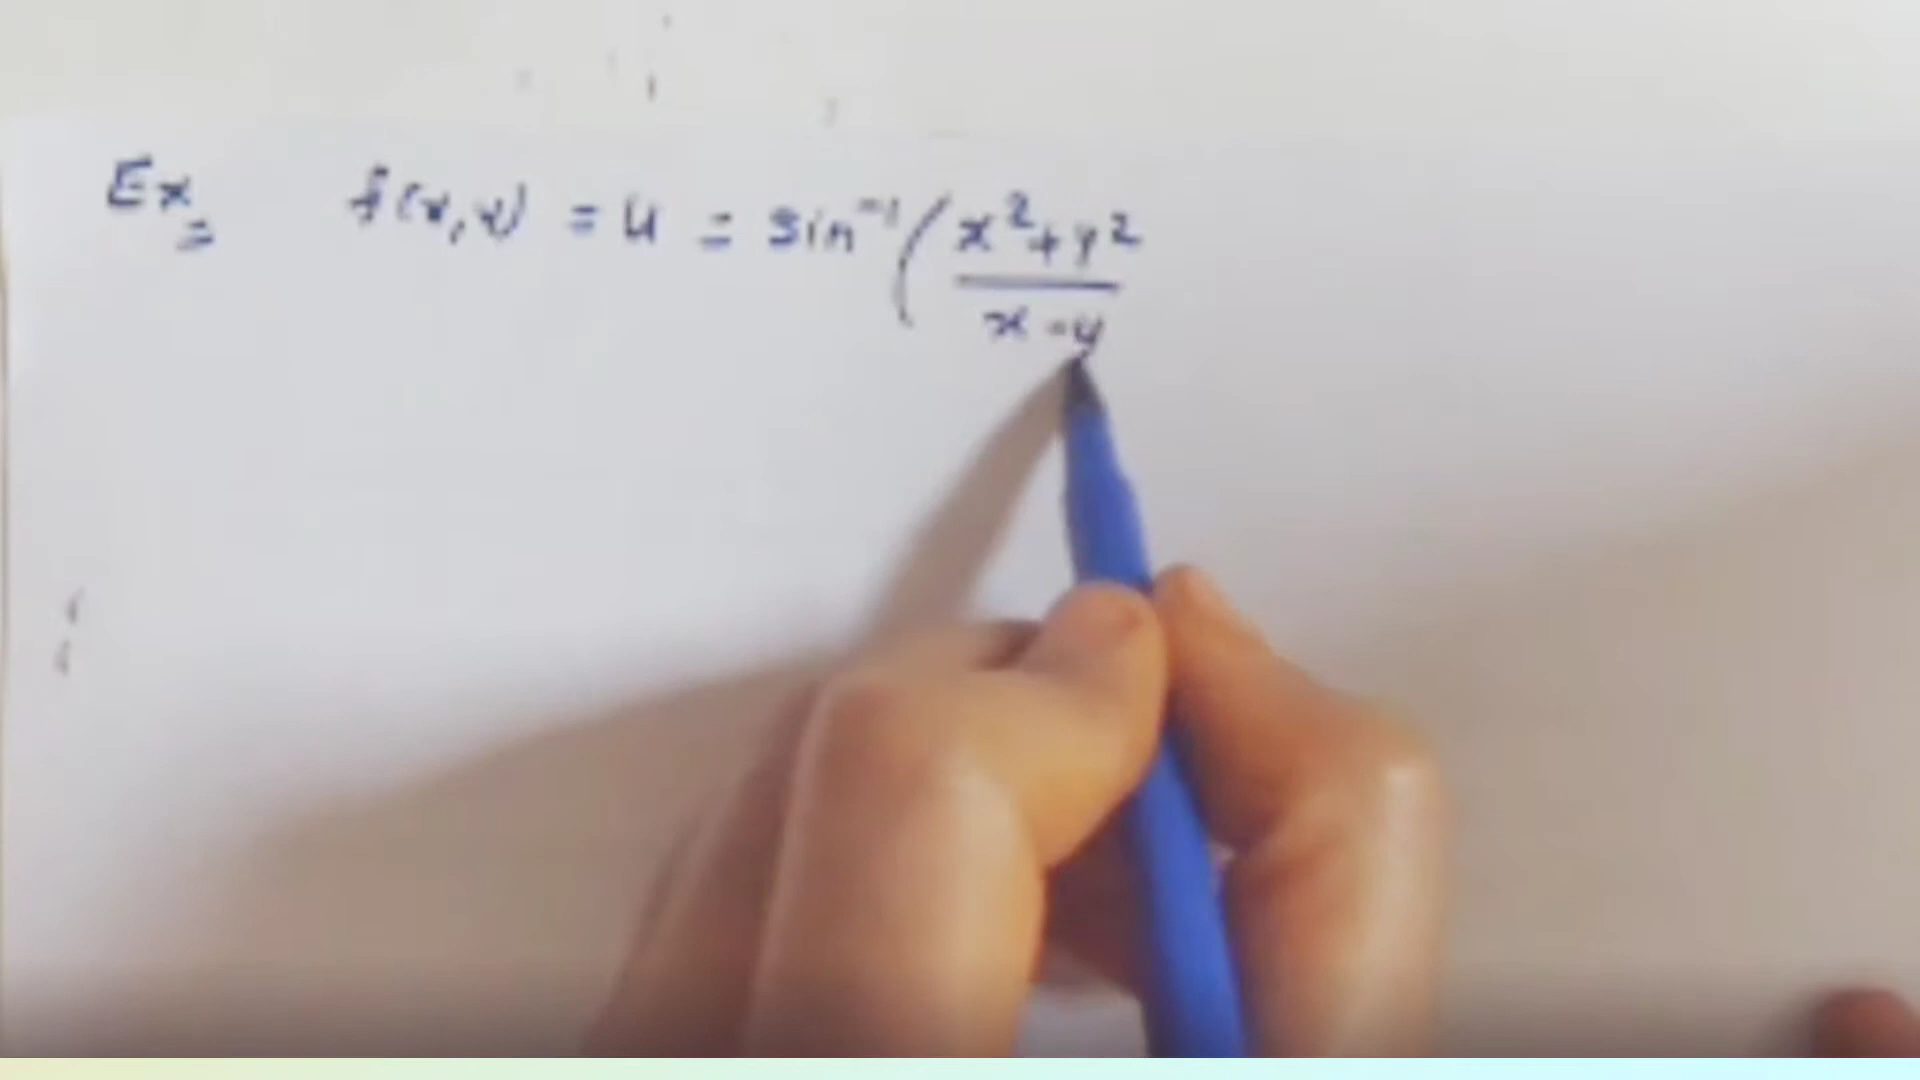 Ex f(x,y) = u = sin⁻¹ ( x²+y² / x-y